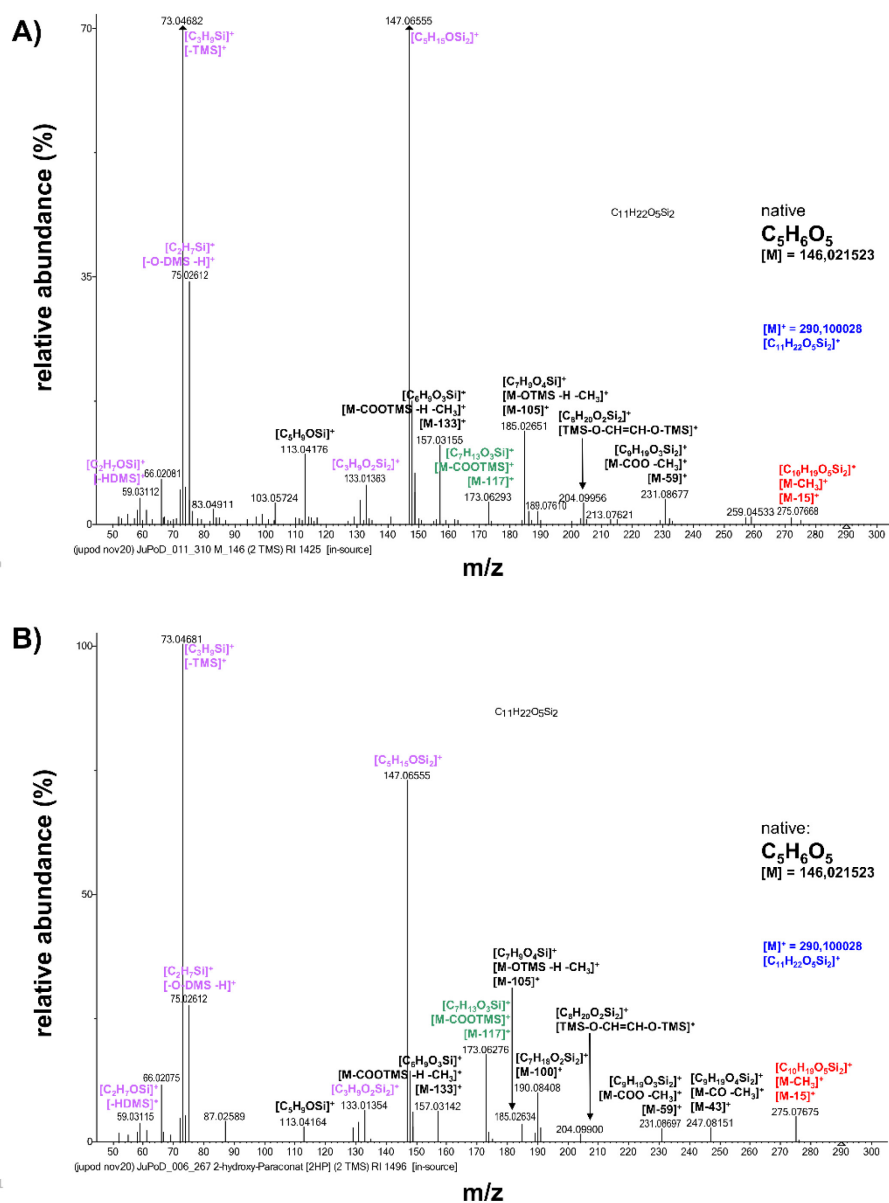 A)
73.04682
147.06555
70
[C3H9Si]+
[-TMS]+
[C5H15OSi2]+
C11H22O5Si2
native
C5H6O5
[M] = 146,021523
[C2H7Si]+
[-O-DMS -H]+
75.02612
35
[M]+ = 290,100028
[C11H22O5Si2]+
relative abundance (%)
[C6H9O3Si]+
[M-COOTMS -H -CH3]+
[M-133]+
157.03155
[C7H9O4Si]+
[M-OTMS -H -CH3]+
[M-105]+
185.02651
[C8H20O2Si2]+
[TMS-O-CH=CH-O-TMS]+
[C5H9OSi]+
113.04176
[C7H13O3Si]+
[M-COOTMS]+
[M-117]+
173.06293
[C9H19O3Si2]+
[M-COO -CH3]+
[M-59]+
231.08677
[C2H7OSi]+
[-HDMS]+
59.03112
66.02081
83.04911
103.05724
[C3H9O2Si2]+
133.01383
189.07610
204.09956
213.07621
259.04533
[C10H19O5Si2]+
[M-CH3]+
[M-15]+
275.07668
0
50 60 70 80 90 100 110 120 130 140 150 160 170 180 190 200 210 220 230 240 250 260 270 280 290
(jupod nov20) JuPoD_011_310 M_146 (2 TMS) RI 1425 [in-source]
m/z
B)
73.04681
100
[C3H9Si]+
[-TMS]+
C11H22O5Si2
[C5H15OSi2]+
147.06555
native:
C5H6O5
[M] = 146,021523
50
relative abundance (%)
[C2H7Si]+
[-O-DMS -H]+
75.02612
[M]+ = 290,100028
[C11H22O5Si2]+
[C7H9O4Si]+
[M-OTMS -H -CH3]+
[M-105]+
[C7H13O3Si]+
[M-COOTMS]+
[M-117]+
173.06276
[C8H20O2Si2]+
[TMS-O-CH=CH-O-TMS]+
[C2H7OSi]+
[-HDMS]+
59.03115
66.02075
87.02589
[C5H9OSi]+
113.04164
[C6H9O3Si]+
[M-COOTMS -H -CH3]+
[M-133]+
157.03142
[C3H9O2Si2]+
133.01354
[C7H18O2Si2]+
[M-100]+
190.08408
185.02634
204.09900
[C9H19O3Si2]+
[M-COO -CH3]+
[M-59]+
231.08697
[C9H19O4Si2]+
[M-CO -CH3]+
[M-43]+
247.08151
[C10H19O5Si2]+
[M-CH3]+
[M-15]+
275.07675
0
50 60 70 80 90 100 110 120 130 140 150 160 170 180 190 200 210 220 230 240 250 260 270 280 290
(jupod nov20) JuPoD_006_267 2-hydroxy-Paraconat [2HP] (2 TMS) RI 1496 [in-source]
m/z